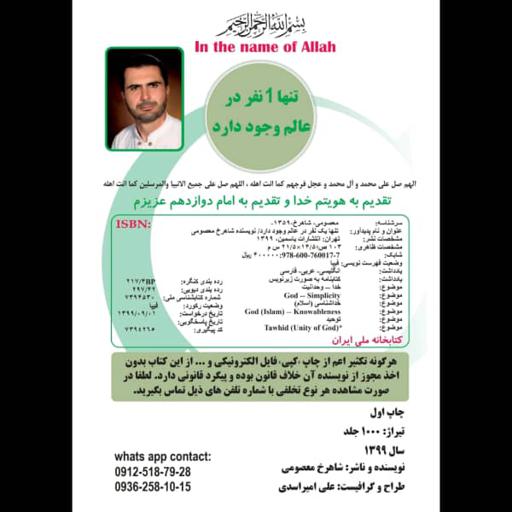 بسم الله الرحمن الرحیم
In the name of Allah
تنها 1 نفر در
عالم وجود دارد
الهم صل علی محمد و آل محمد و عجل فرجهم کما انت اهله ، اللهم صل علی جمیع الانبیا والمرسلین کما انت اهله
تقدیم به هویتم خدا و تقدیم به امام دوازدهم عزیزم
ISBN:
سرشناسه: معصومی، شاهرخ، ۱۳۵۹-
عنوان و نام پدیدآور: تنها یک نفر در عالم وجود دارد/ نویسنده شاهرخ معصومی
مشخصات نشر: تهران: انتشارات یاسمین، ۱۳۹۹
مشخصات ظاهری: ۱۰۳ ص؛ ۱۴/۵×۲۱/۵ س م
شابک: 978-600-760017-7: ۴۰۰۰۰۰ ریال
وضعیت فهرست نویسی: فیپا
یادداشت: انگلیسی، عربی، فارسی
یادداشت: کتابنامه به صورت زیرنویس
موضوع: خدا -- وحدانیت
موضوع: God -- Simplicity
موضوع: خداشناسی (اسلام)
موضوع: God (Islam) -- Knowableness
موضوع: توحید
موضوع: Tawhid (Unity of God)*
رده بندی کنگره: BP۲۱۷/۴
رده بندی دیویی: ۲۹۷/۴۲
شماره کتابشناسی ملی: ۷۳۹۴۵۳۰
وضعیت رکورد: فیپا
تاریخ درخواست: ۱۳۹۹/۰۹/۰۱
تاریخ پاسخگویی:
کد پیگیری: ۷۳۹۴۲۶۵
کتابخانه ملی ایران
هرگونه تکثیر اعم از چاپ ،کپی، فایل الکترونیکی و ... از این کتاب بدون
اخذ مجوز از نویسنده آن خلاف قانون بوده و پیگرد قانونی دارد. لطفا در
صورت مشاهده هر نوع تخلفی با شماره تلفن های ذیل تماس بگیرید.
چاپ اول
تیراژ: ۱۰۰۰ جلد
سال ۱۳۹۹
نویسنده و ناشر: شاهرخ معصومی
طراح و گرافیست: علی امیراسدی
whats app contact:
0912-518-79-28
0936-258-10-15